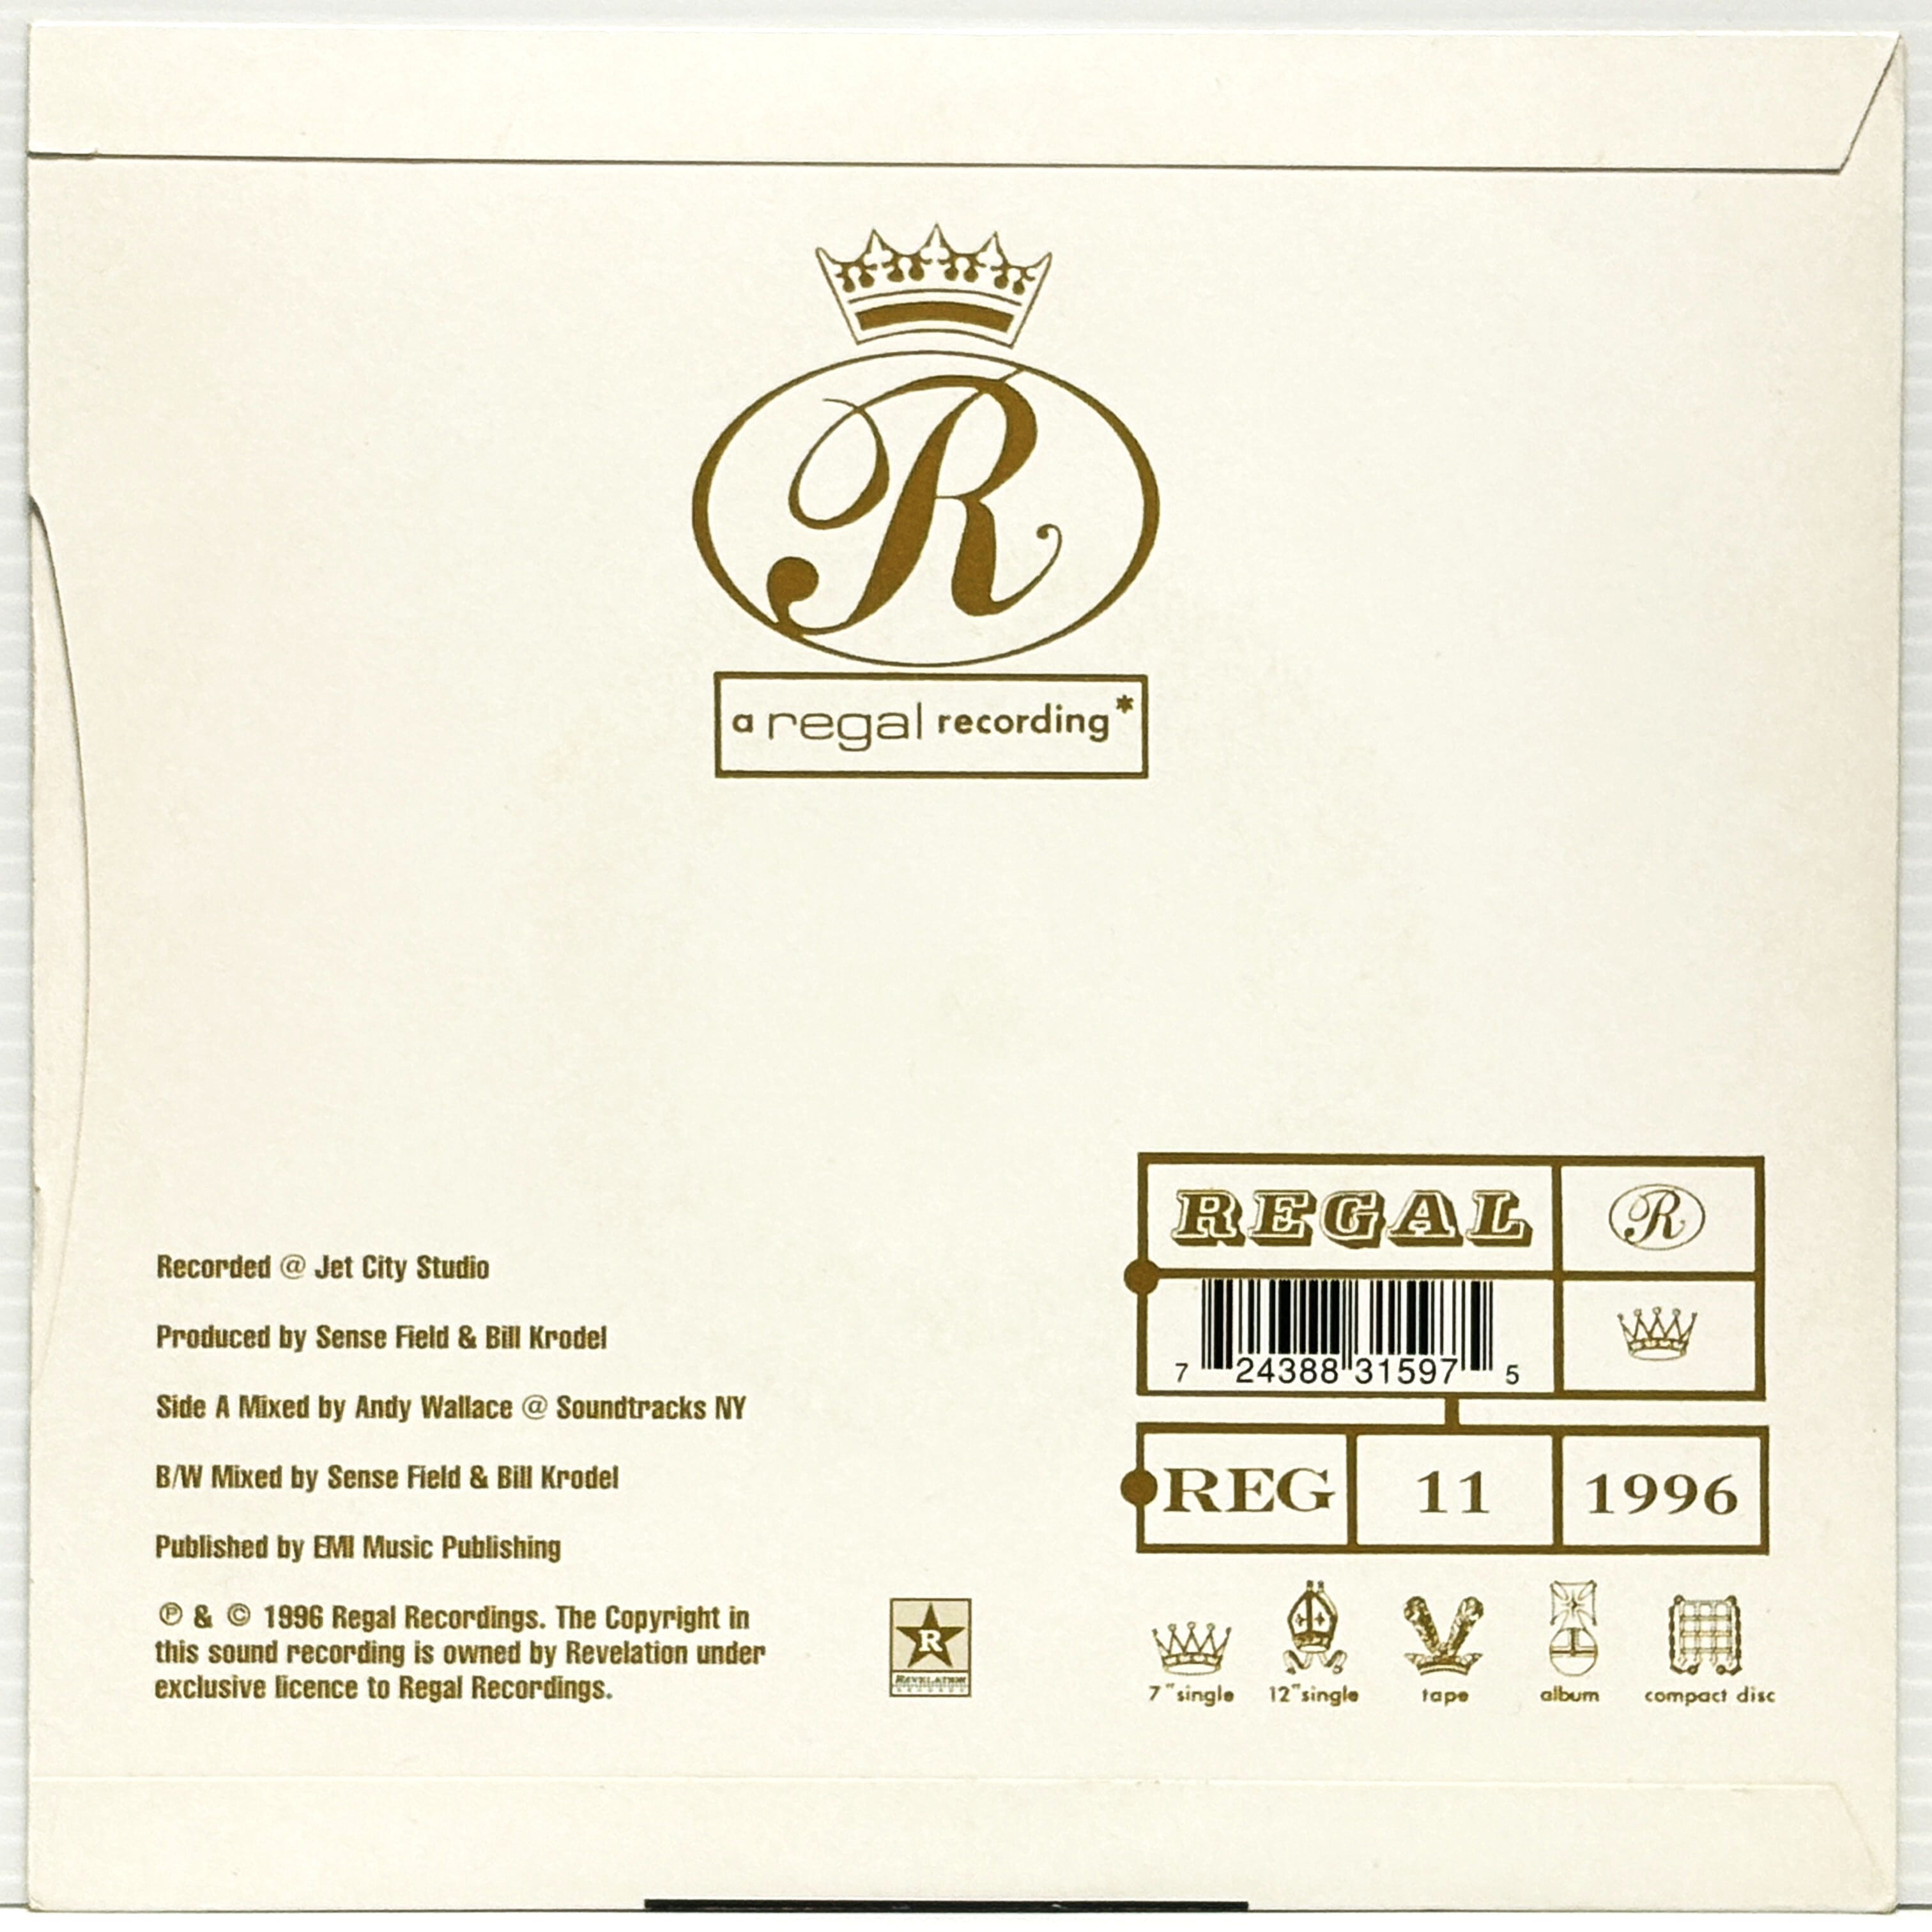 R
a regal recording*
REGAL
R
7 24388 31597 5
REG 11 1996
Recorded @ Jet City Studio
Produced by Sense Field & Bill Krodel
Side A Mixed by Andy Wallace @ Soundtracks NY
B/W Mixed by Sense Field & Bill Krodel
Published by EMI Music Publishing
℗ & © 1996 Regal Recordings. The Copyright in
this sound recording is owned by Revelation under
exclusive licence to Regal Recordings.
R
REVELATION
RECORDS
7"single 12"single tape album compact disc